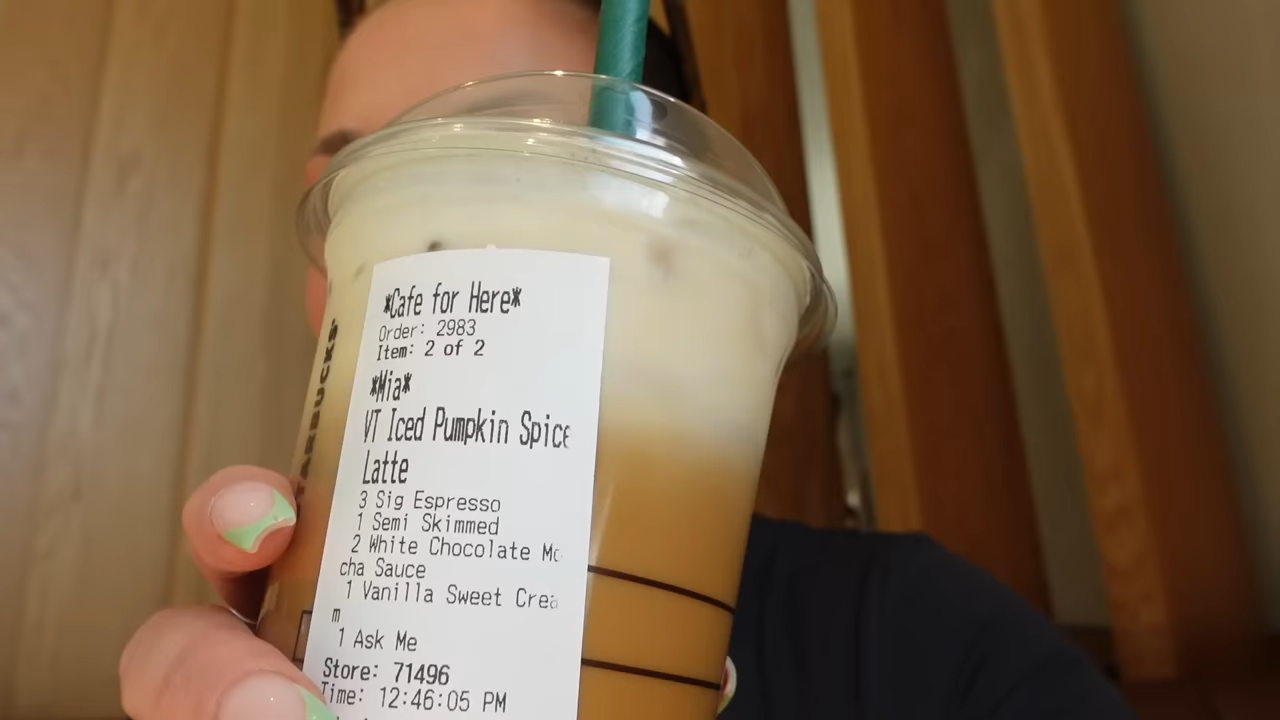 STARBUCKS
*Cafe for Here*
Order: 2983
Item: 2 of 2
*Mia*
VT Iced Pumpkin Spice
Latte
3 Sig Espresso
1 Semi Skimmed
2 White Chocolate Mo
cha Sauce
1 Vanilla Sweet Crea
m
1 Ask Me
Store: 71496
Time: 12:46:05 PM